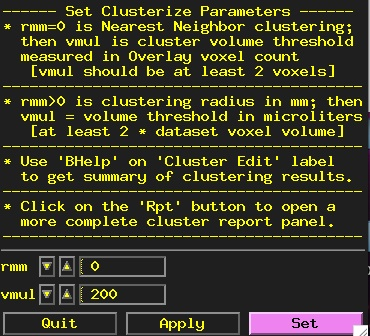 ------ Set Clusterize Parameters ------
* rmm=0 is Nearest Neighbor clustering;
then vmul is cluster volume threshold
measured in Overlay voxel count
[vmul should be at least 2 voxels]
---------------------------------------
* rmm>0 is clustering radius in mm; then
vmul = volume threshold in microliters
[at least 2 * dataset voxel volume]
---------------------------------------
* Use 'BHelp' on 'Cluster Edit' label
to get summary of clustering results.
---------------------------------------
* Click on the 'Rpt' button to open a
more complete cluster report panel.
---------------------------------------
rmm 0
vmul 200
Quit Apply Set